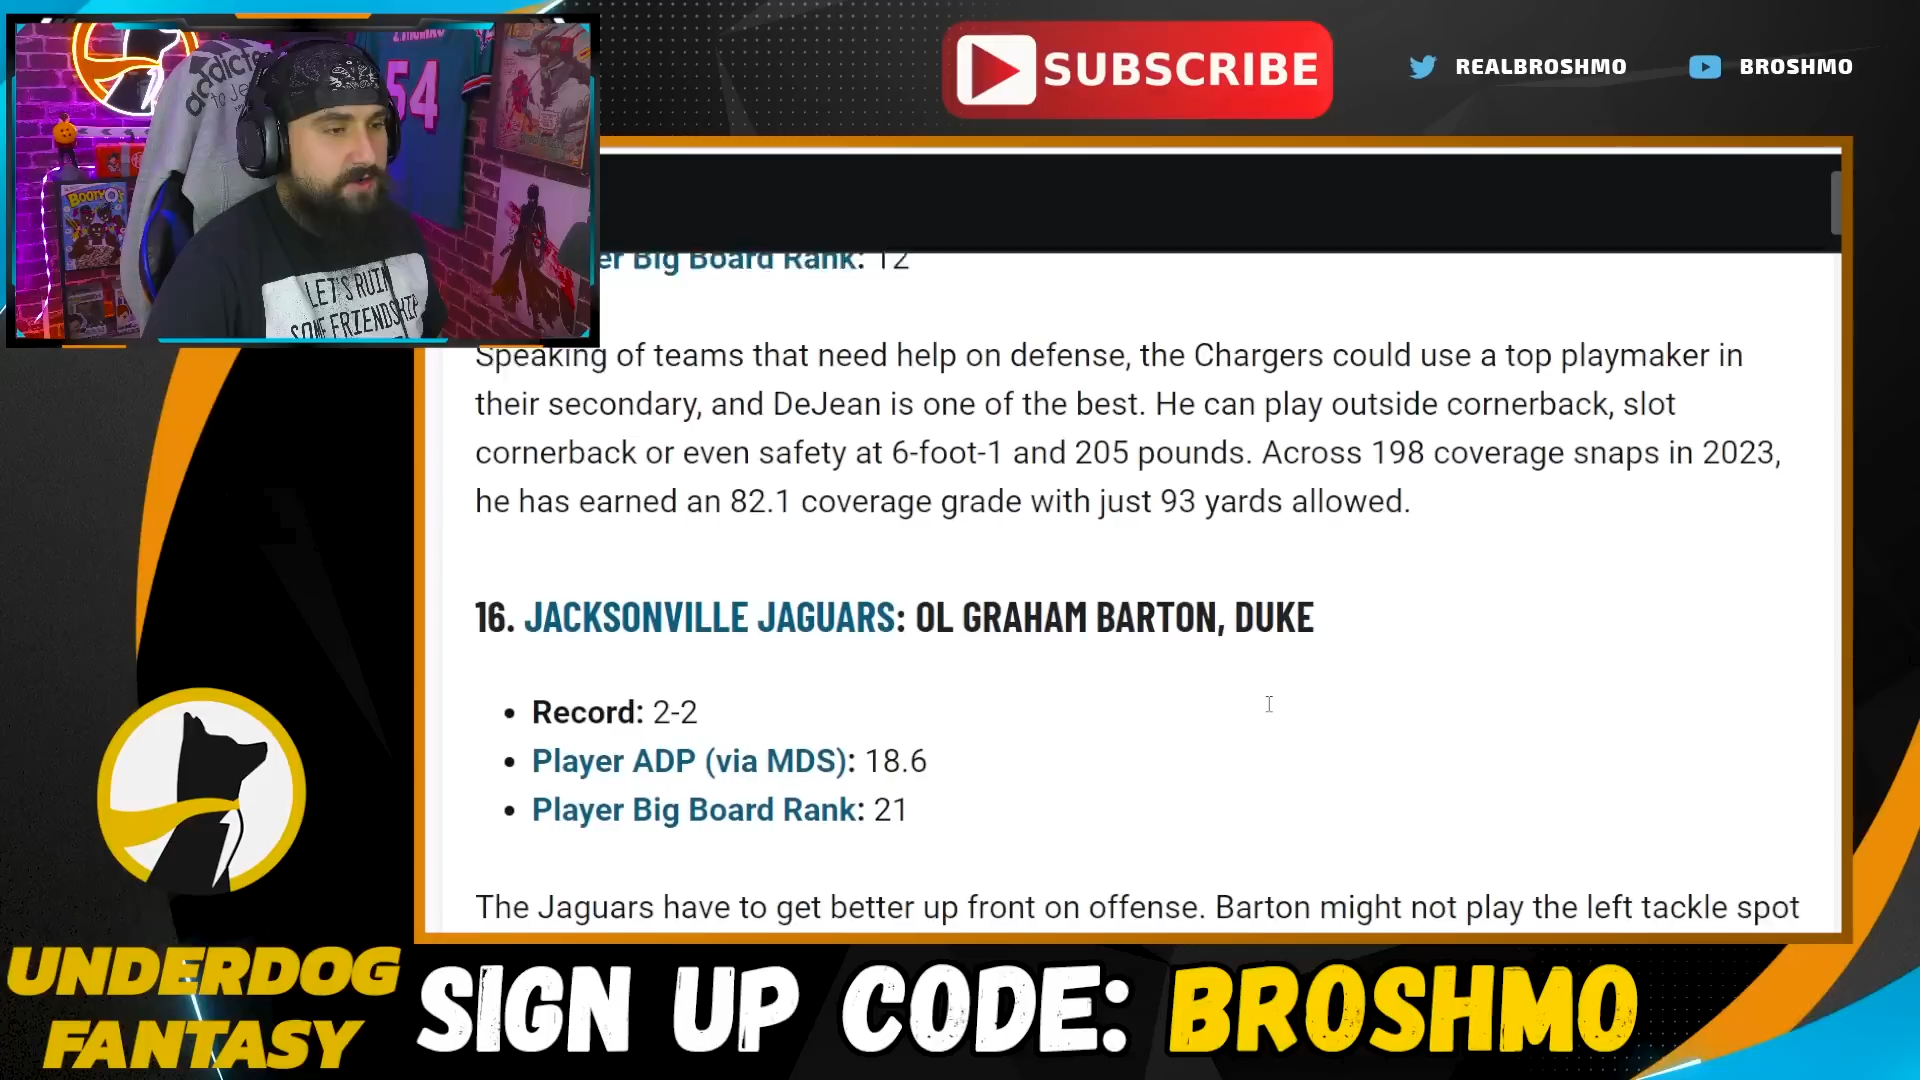 SUBSCRIBE
REALBROSHMO
BROSHMO
addicted
to Je
54
BOOTY O'S
LET'S RUIN
SOME FRIENDSHIP
er Big Board Rank: 12
Speaking of teams that need help on defense, the Chargers could use a top playmaker in
their secondary, and DeJean is one of the best. He can play outside cornerback, slot
cornerback or even safety at 6-foot-1 and 205 pounds. Across 198 coverage snaps in 2023,
he has earned an 82.1 coverage grade with just 93 yards allowed.
16. JACKSONVILLE JAGUARS: OL GRAHAM BARTON, DUKE
• Record: 2-2
• Player ADP (via MDS): 18.6
• Player Big Board Rank: 21
The Jaguars have to get better up front on offense. Barton might not play the left tackle spot
UNDERDOG
FANTASY
SIGN UP CODE: BROSHMO